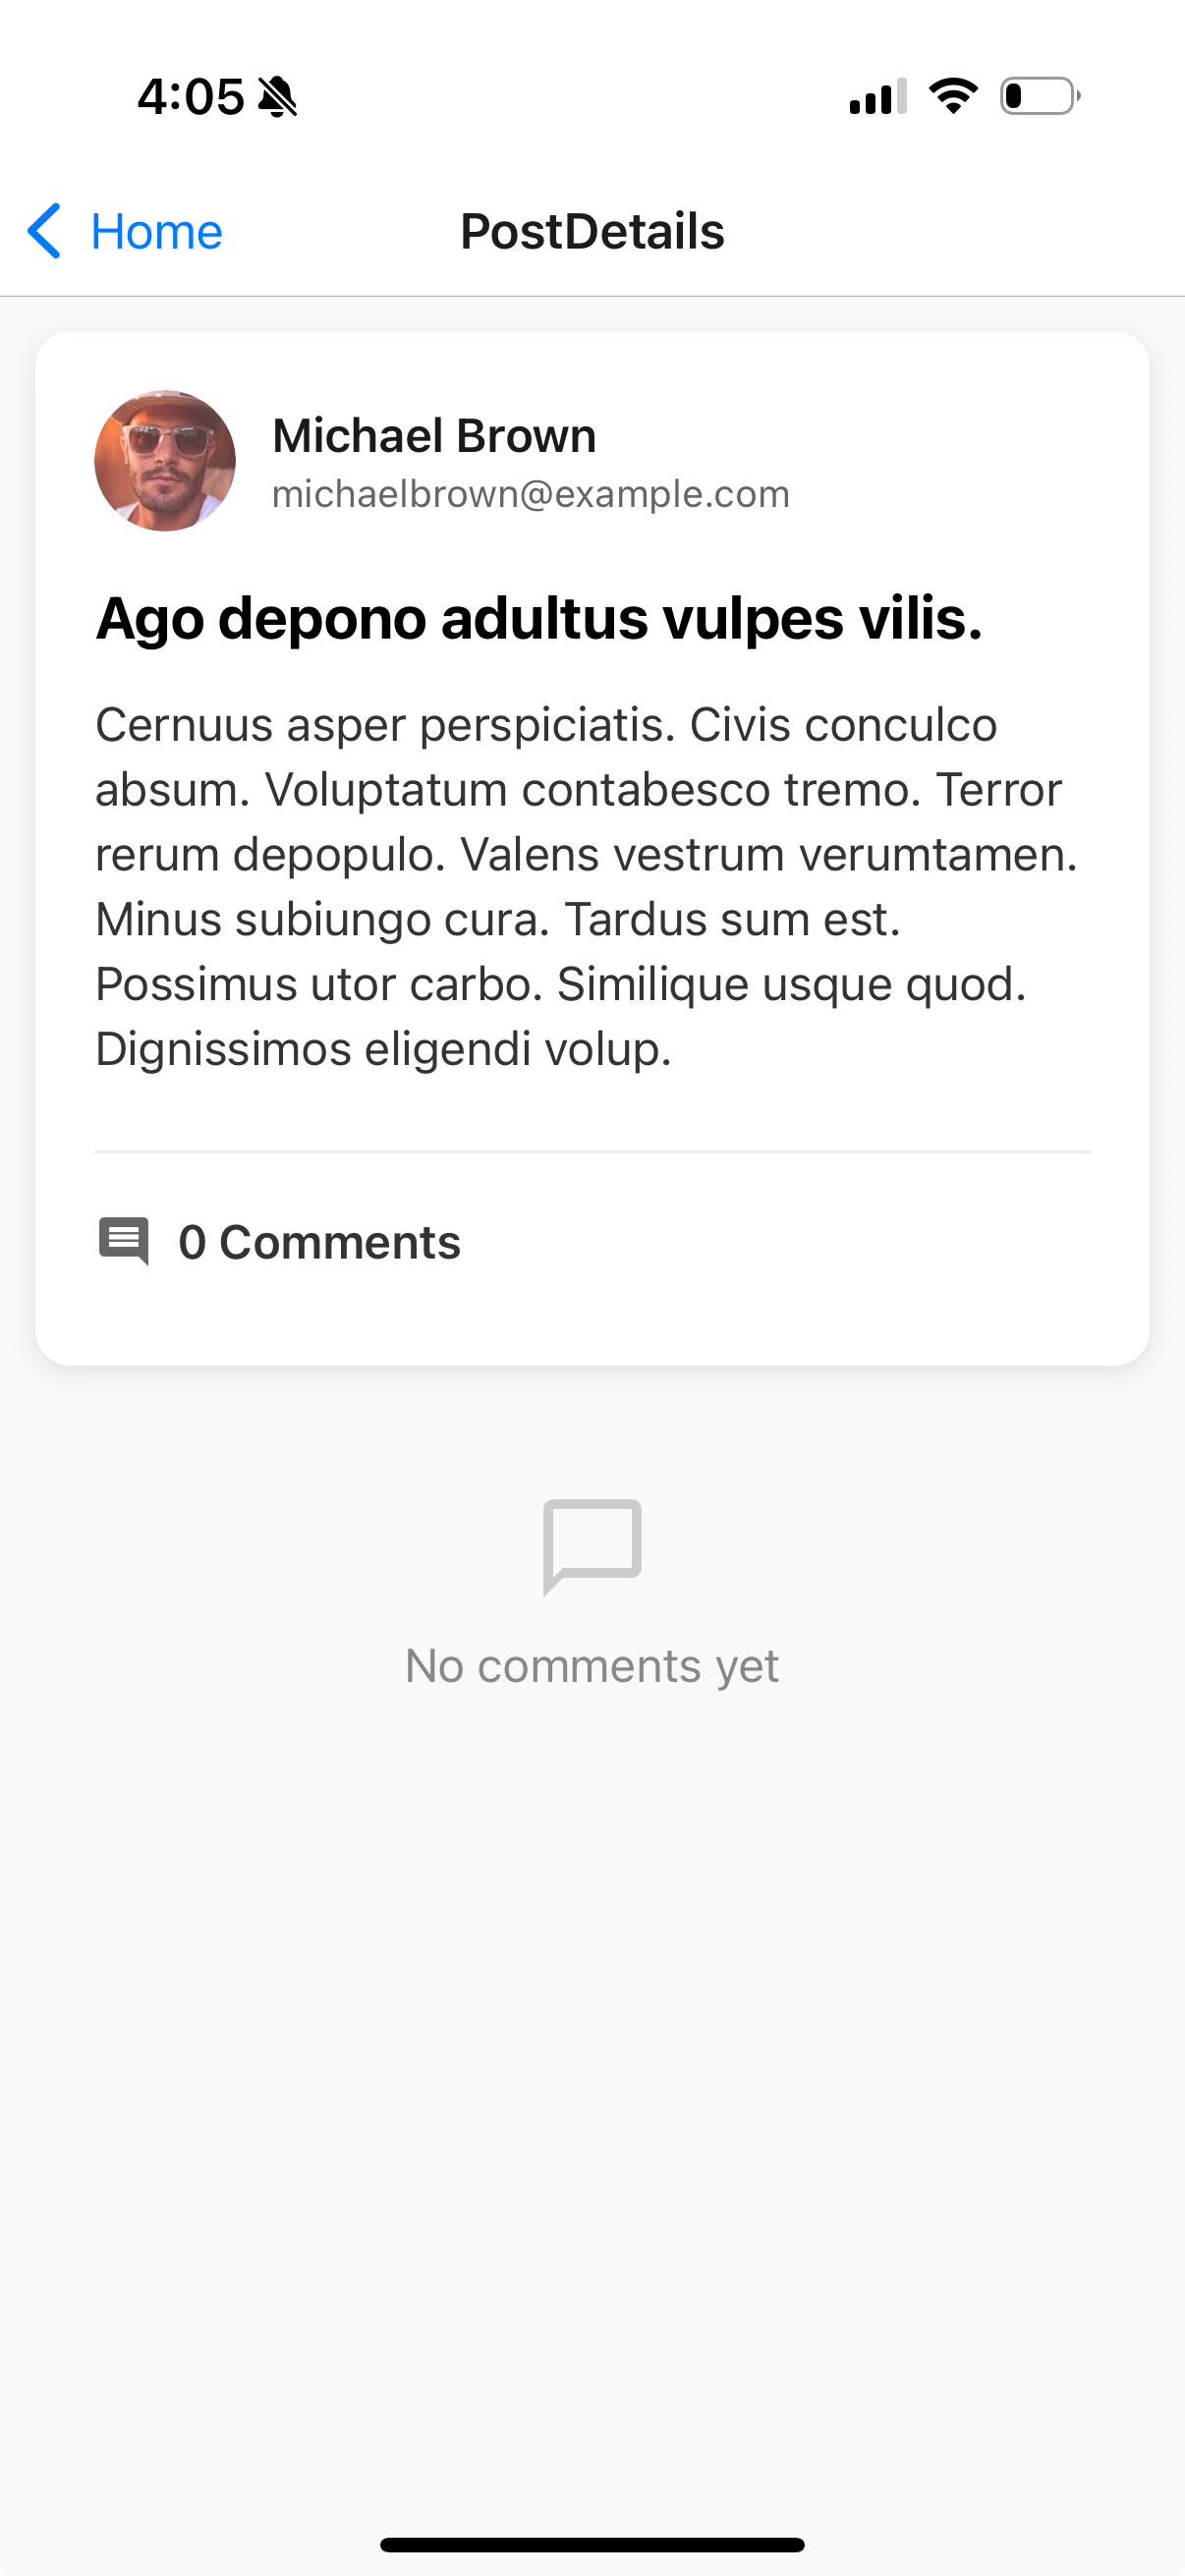 4:05
Home
PostDetails
Michael Brown
michaelbrown@example.com
Ago depono adultus vulpes vilis.
Cernuus asper perspiciatis. Civis conculco
absum. Voluptatum contabesco tremo. Terror
rerum depopulo. Valens vestrum verumtamen.
Minus subiungo cura. Tardus sum est.
Possimus utor carbo. Similique usque quod.
Dignissimos eligendi volup.
0 Comments
No comments yet